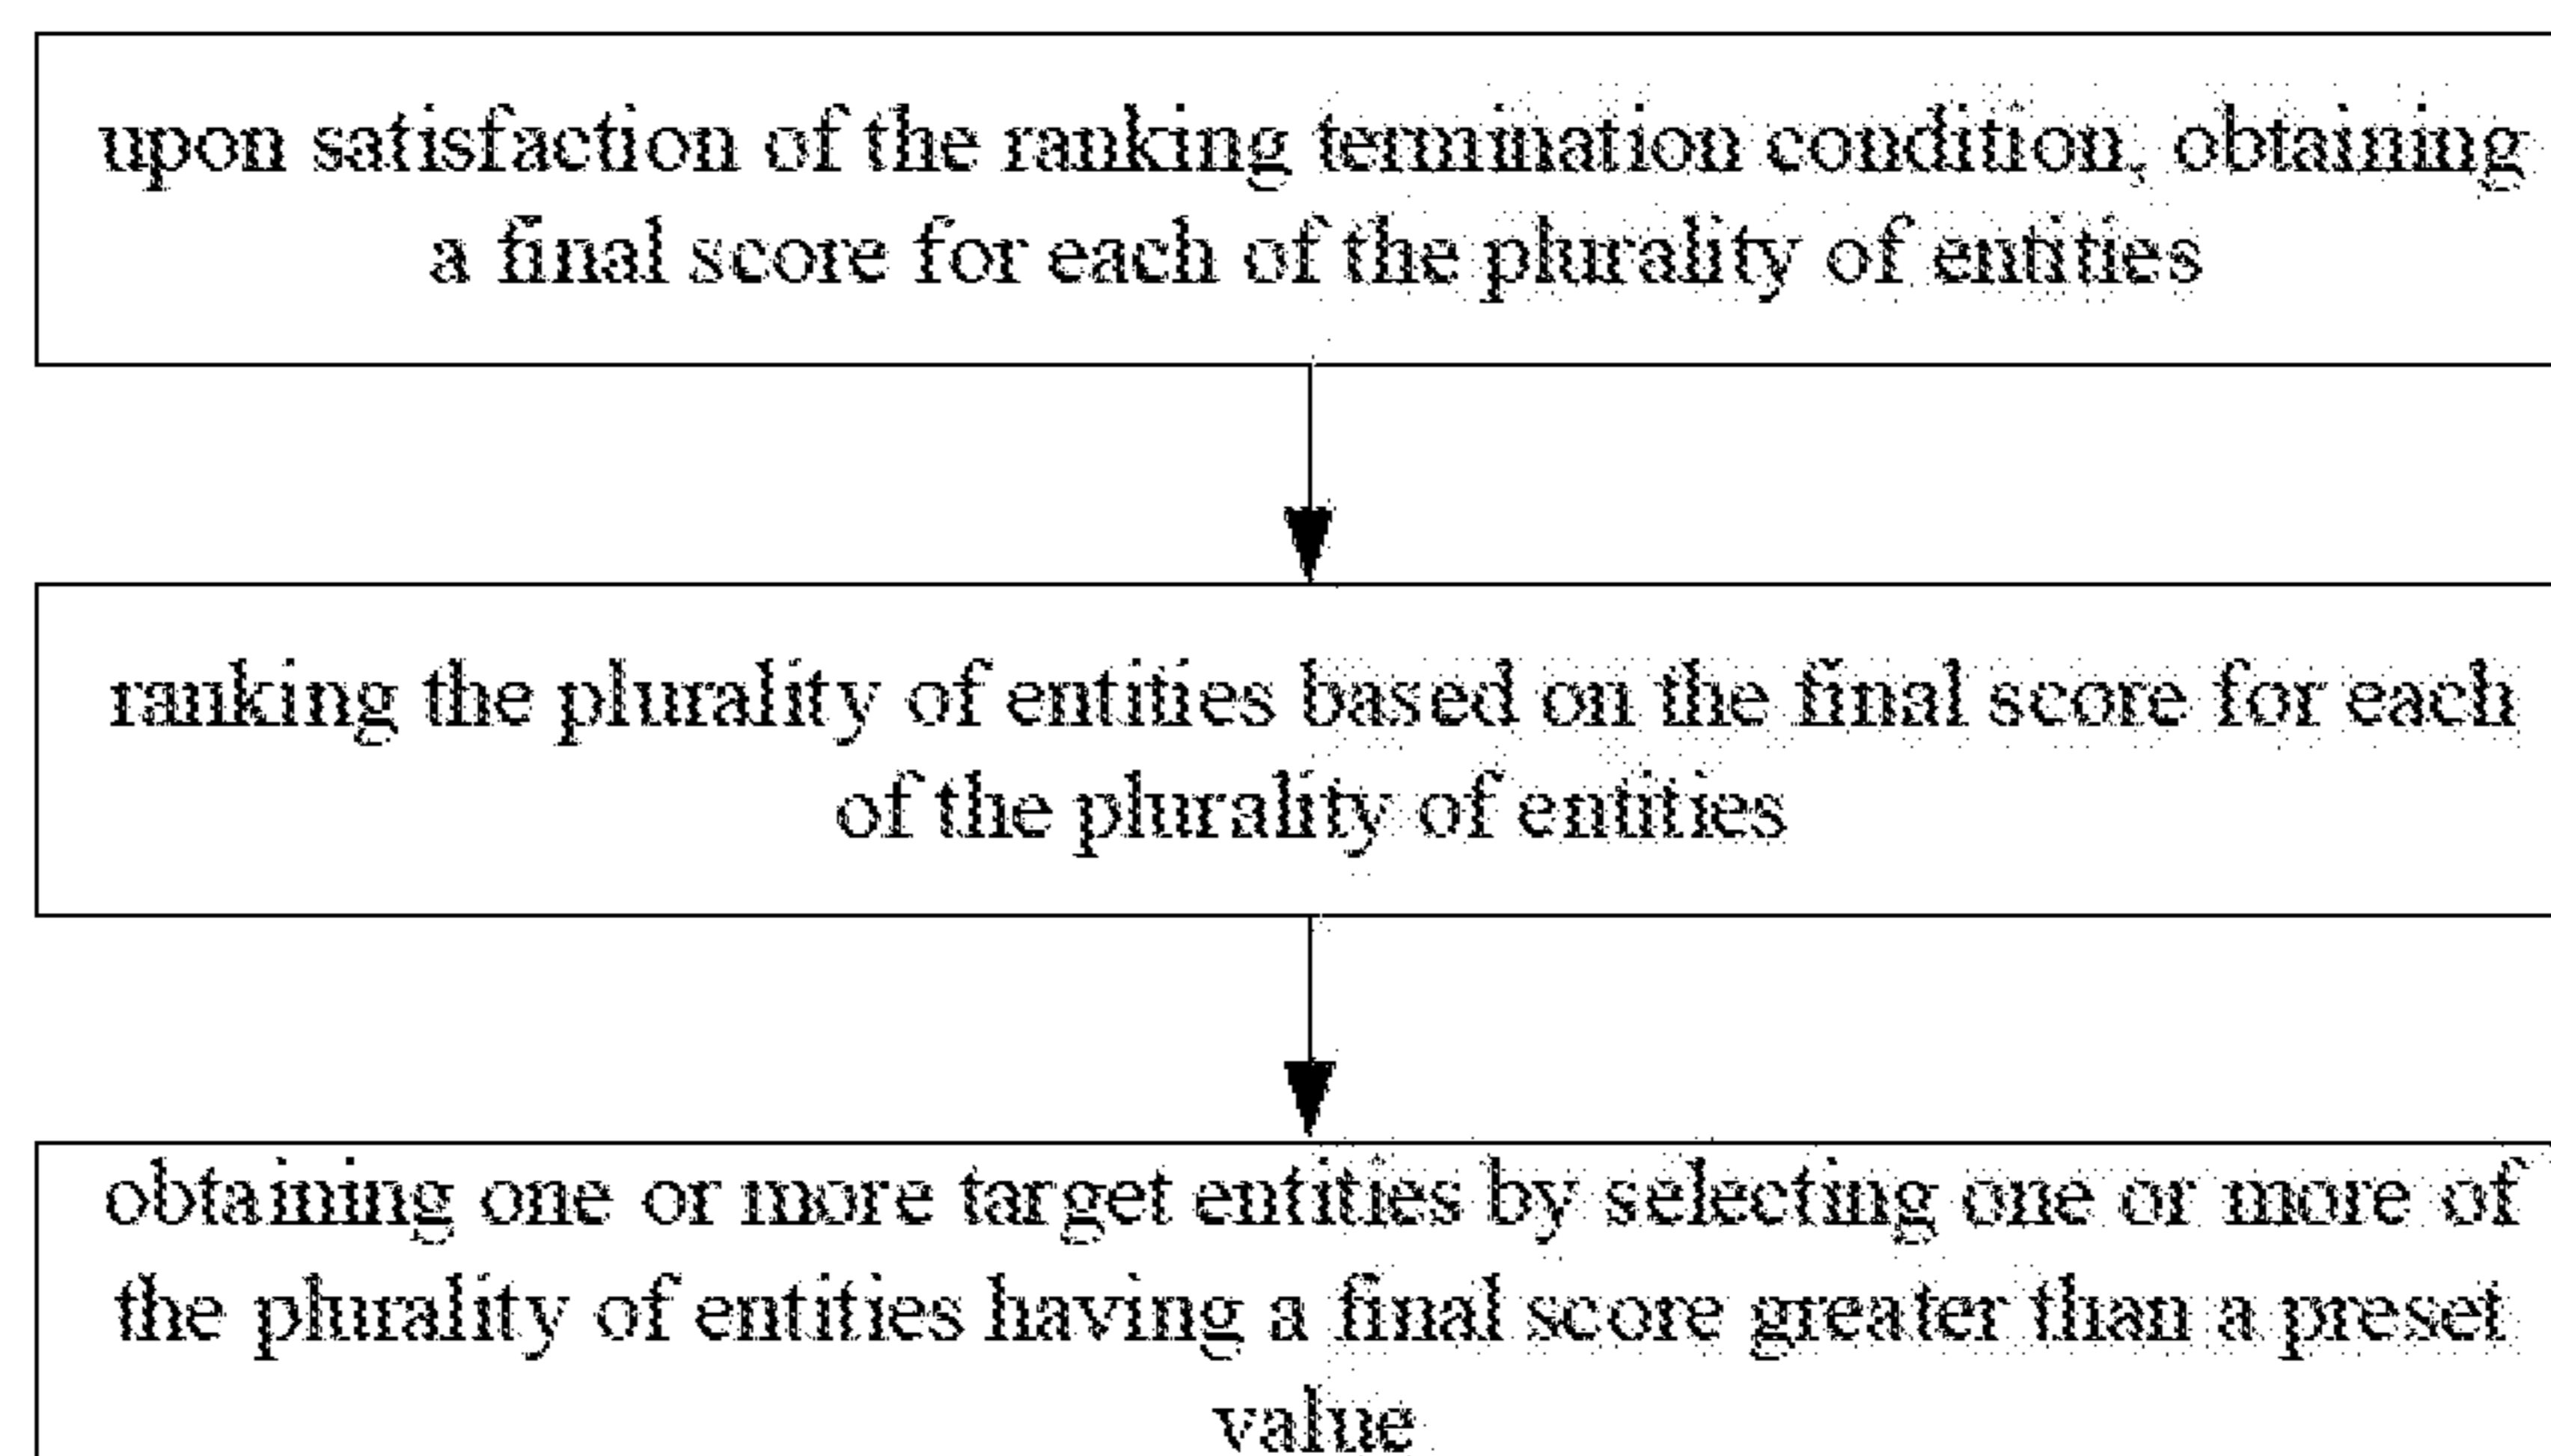 upon satisfaction of the ranking termination condition, obtaining
a final score for each of the plurality of entities
ranking the plurality of entities based on the final score for each
of the plurality of entities
obtaining one or more target entities by selecting one or more of
the plurality of entities having a final score greater than a preset
value